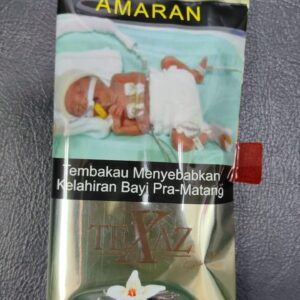 AMARAN
Tembakau Menyebabkan
Kelahiran Bayi Pra-Matang
TEXAZ